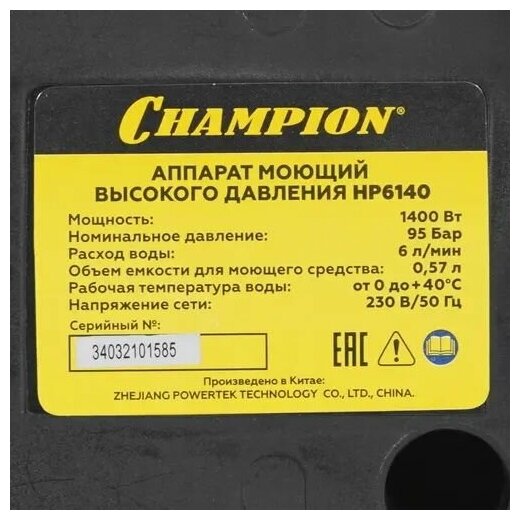 CHAMPION®
АППАРАТ МОЮЩИЙ
ВЫСОКОГО ДАВЛЕНИЯ HP6140
Мощность: 1400 Вт
Номинальное давление: 95 Бар
Расход воды: 6 л/мин
Объем емкости для моющего средства: 0,57 л
Рабочая температура воды: от 0 до +40°C
Напряжение сети: 230 В/50 Гц
Серийный №:
34032101585
EAC
Произведено в Китае:
ZHEJIANG POWERTEK TECHNOLOGY CO., LTD., CHINA.